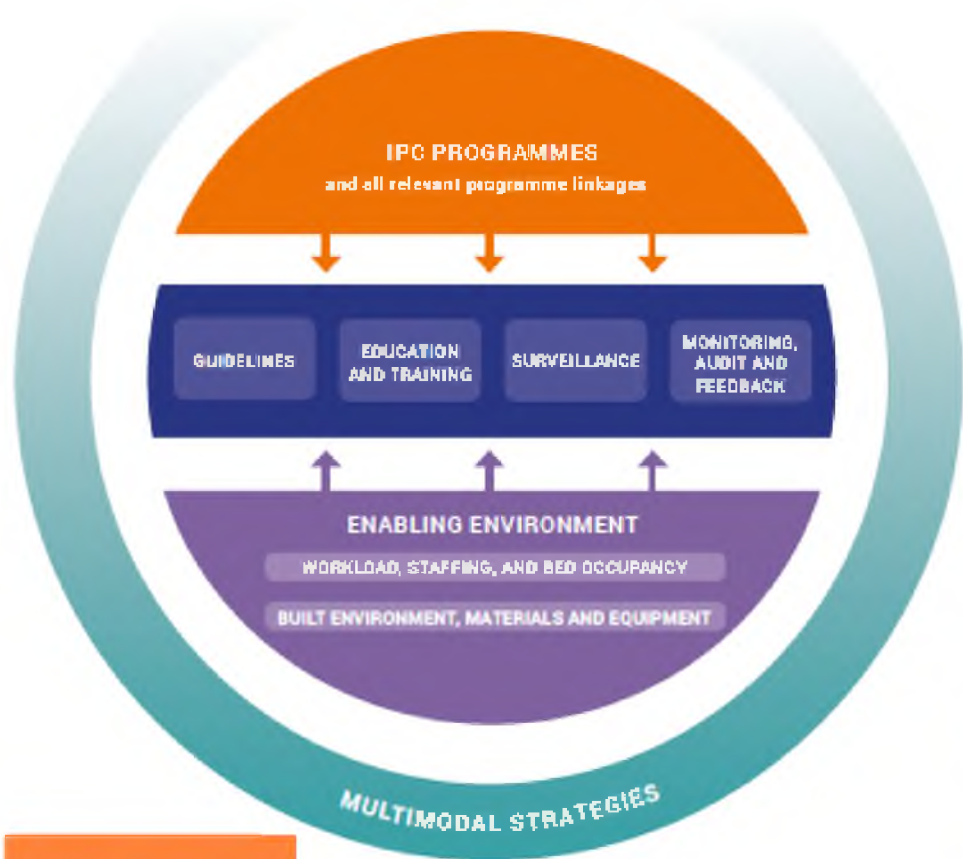 IPC PROGRAMMES
and all relevant programme linkages
GUIDELINES
EDUCATION
AND TRAINING
SURVEILLANCE
MONITORING,
AUDIT AND
FEEDBACK
ENABLING ENVIRONMENT
WORKLOAD, STAFFING, AND BED OCCUPANCY
BUILT ENVIRONMENT, MATERIALS AND EQUIPMENT
MULTIMODAL STRATEGIES